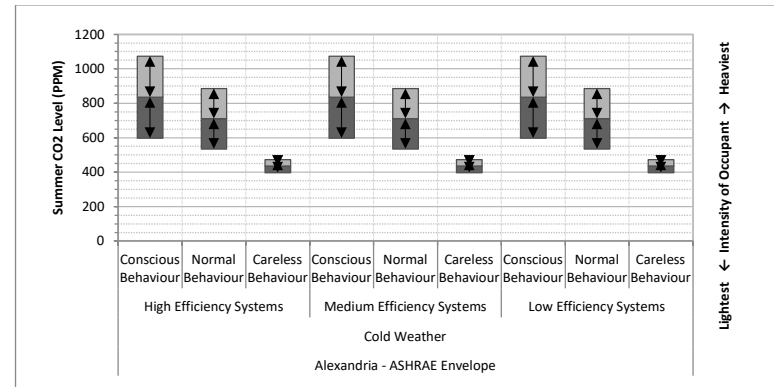 Summer CO2 Level (PPM)
1200
1000
800
600
400
200
0
Conscious Behaviour
Normal Behaviour
Careless Behaviour
Conscious Behaviour
Normal Behaviour
Careless Behaviour
Conscious Behaviour
Normal Behaviour
Careless Behaviour
High Efficiency Systems
Medium Efficiency Systems
Low Efficiency Systems
Cold Weather
Alexandria - ASHRAE Envelope
Lightest ← Intensity of Occupant → Heaviest